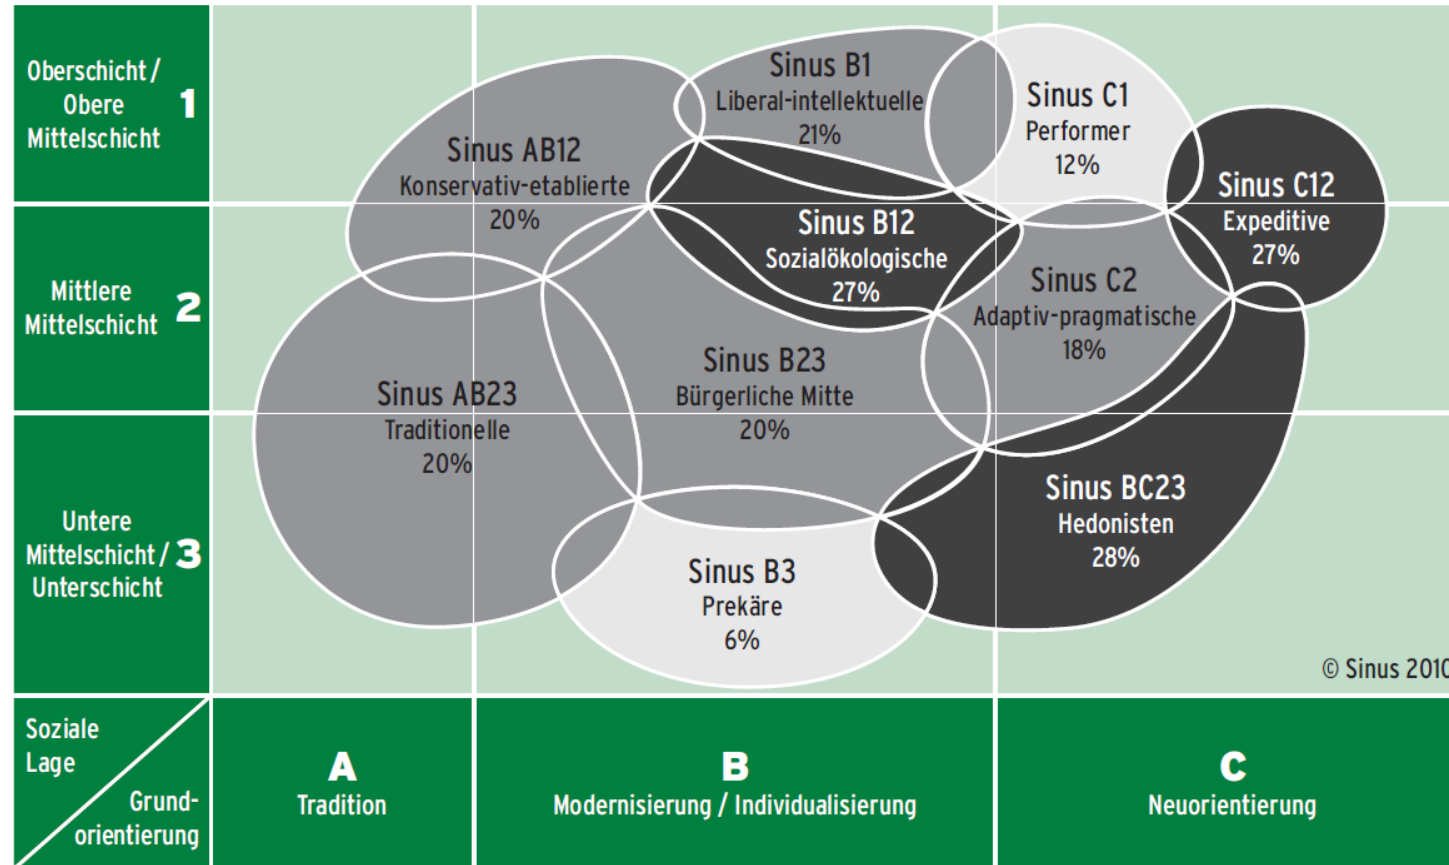 Oberschicht /
Obere
Mittelschicht
1
Mittlere
Mittelschicht
2
Untere
Mittelschicht /
Unterschicht
3
Sinus AB12
Konservativ-etablierte
20%
Sinus B1
Liberal-intellektuelle
21%
Sinus C1
Performer
12%
Sinus C12
Expeditive
27%
Sinus B12
Sozialökologische
27%
Sinus C2
Adaptiv-pragmatische
18%
Sinus AB23
Traditionelle
20%
Sinus B23
Bürgerliche Mitte
20%
Sinus BC23
Hedonisten
28%
Sinus B3
Prekäre
6%
© Sinus 2010
Soziale
Lage
Grund-
orientierung
A
Tradition
B
Modernisierung / Individualisierung
C
Neuorientierung